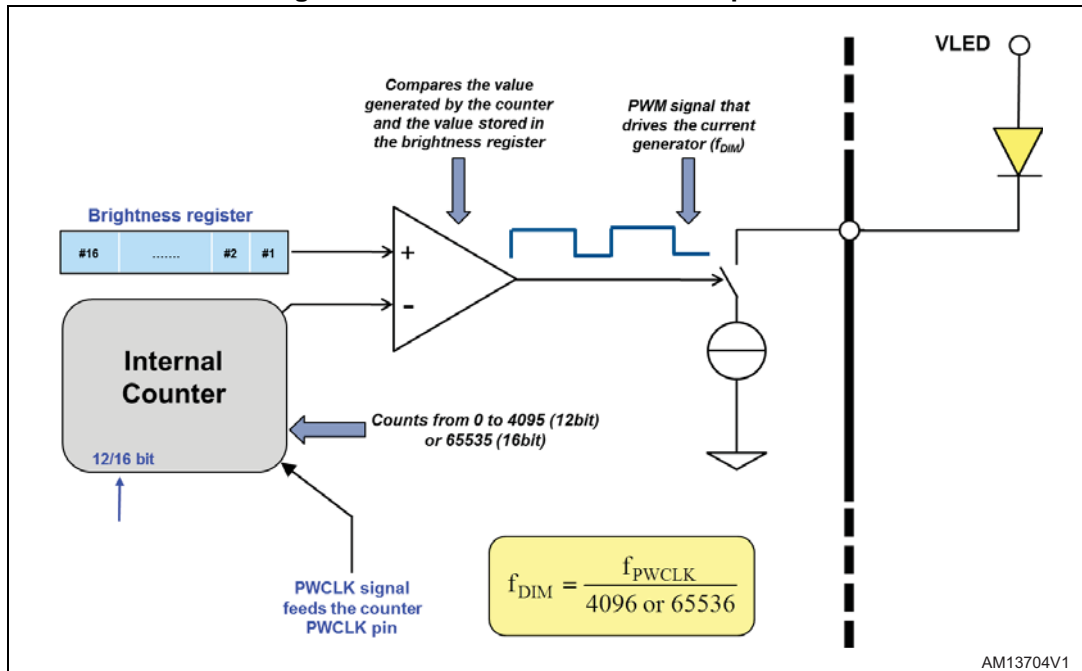 VLED
Compares the value
generated by the counter
and the value stored in
the brightness register
PWM signal that
drives the current
generator (fDIM)
Brightness register
#16 ....... #2 #1
+
-
Internal
Counter
12/16 bit
Counts from 0 to 4095 (12bit)
or 65535 (16bit)
PWCLK signal
feeds the counter
PWCLK pin
fDIM = fPWCLK / 4096 or 65536
AM13704V1